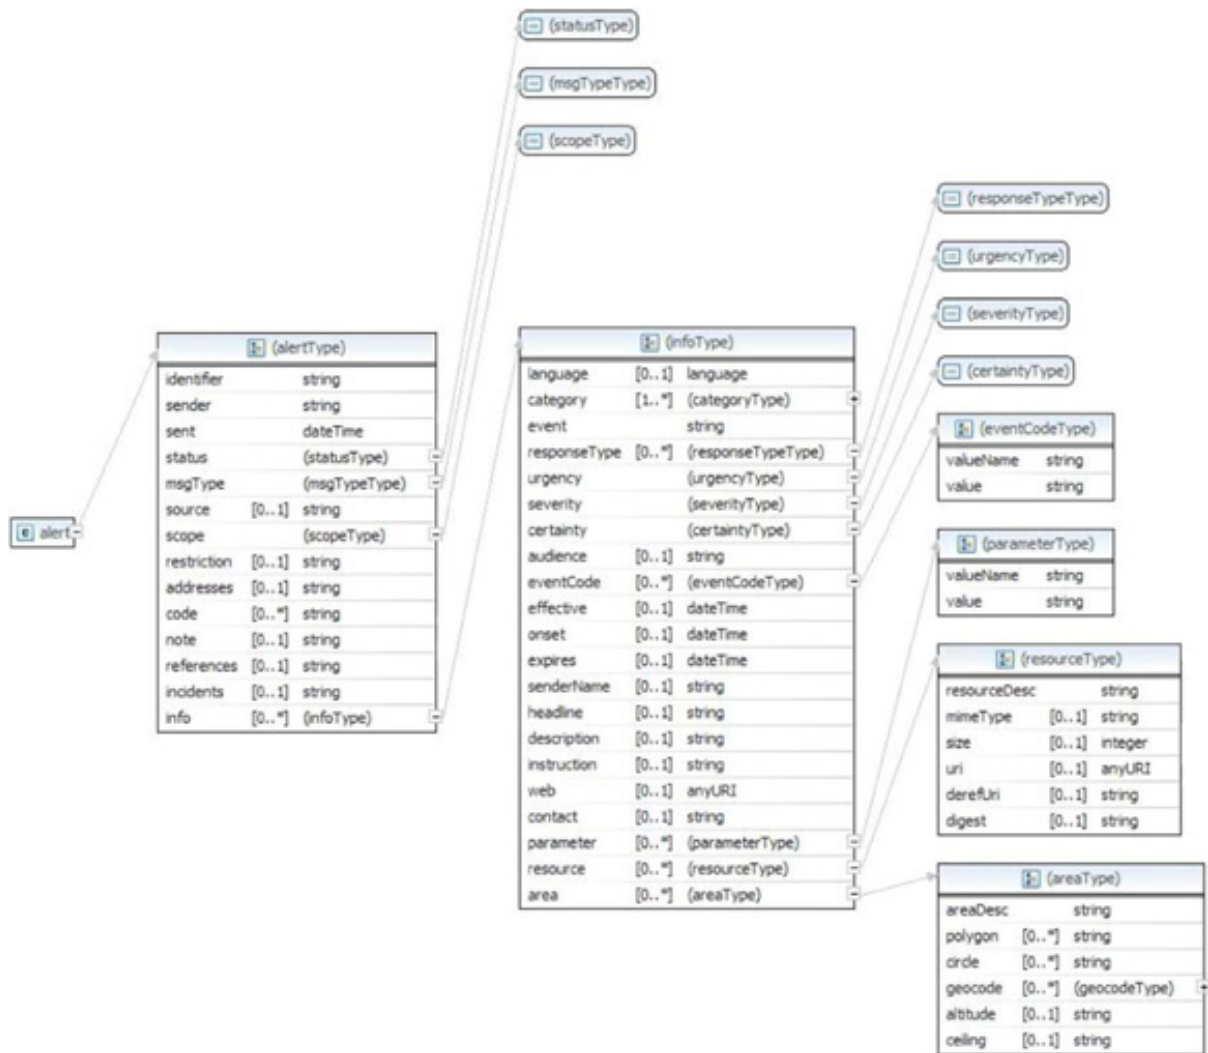 (statusType)
(msgTypeType)
(scopeType)
(responseTypeType)
(urgencyType)
(severityType)
(certaintyType)
alert
(alertType)
identifier string
sender string
sent dateTime
status (statusType)
msgType (msgTypeType)
source [0..1] string
scope (scopeType)
restriction [0..1] string
addresses [0..1] string
code [0..*] string
note [0..1] string
references [0..1] string
incidents [0..1] string
info [0..*] (infoType)
(infoType)
language [0..1] language
category [1..*] (categoryType)
event string
responseType [0..*] (responseTypeType)
urgency (urgencyType)
severity (severityType)
certainty (certaintyType)
audience [0..1] string
eventCode [0..*] (eventCodeType)
effective [0..1] dateTime
onset [0..1] dateTime
expires [0..1] dateTime
senderName [0..1] string
headline [0..1] string
description [0..1] string
instruction [0..1] string
web [0..1] anyURI
contact [0..1] string
parameter [0..*] (parameterType)
resource [0..*] (resourceType)
area [0..*] (areaType)
(eventCodeType)
valueName string
value string
(parameterType)
valueName string
value string
(resourceType)
resourceDesc string
mimeType [0..1] string
size [0..1] integer
uri [0..1] anyURI
derefUri [0..1] string
digest [0..1] string
(areaType)
areaDesc string
polygon [0..*] string
circle [0..*] string
geocode [0..*] (geocodeType)
altitude [0..1] string
ceiling [0..1] string